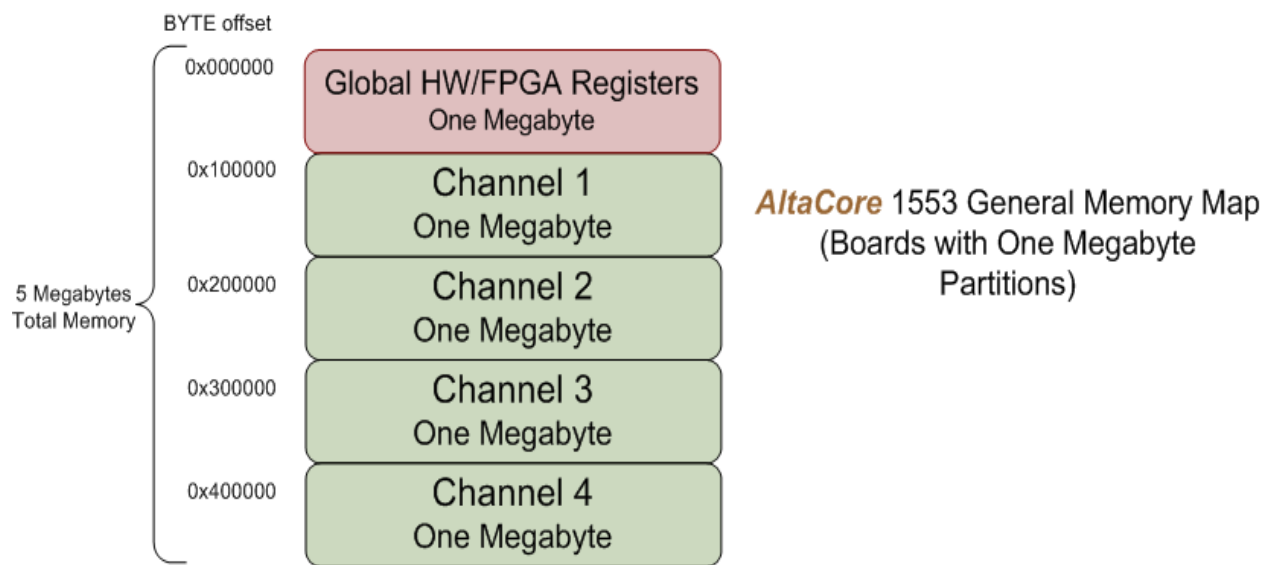 BYTE offset
0x000000
Global HW/FPGA Registers
One Megabyte
0x100000
Channel 1
One Megabyte
0x200000
Channel 2
One Megabyte
0x300000
Channel 3
One Megabyte
0x400000
Channel 4
One Megabyte
5 Megabytes
Total Memory
AltaCore 1553 General Memory Map
(Boards with One Megabyte
Partitions)